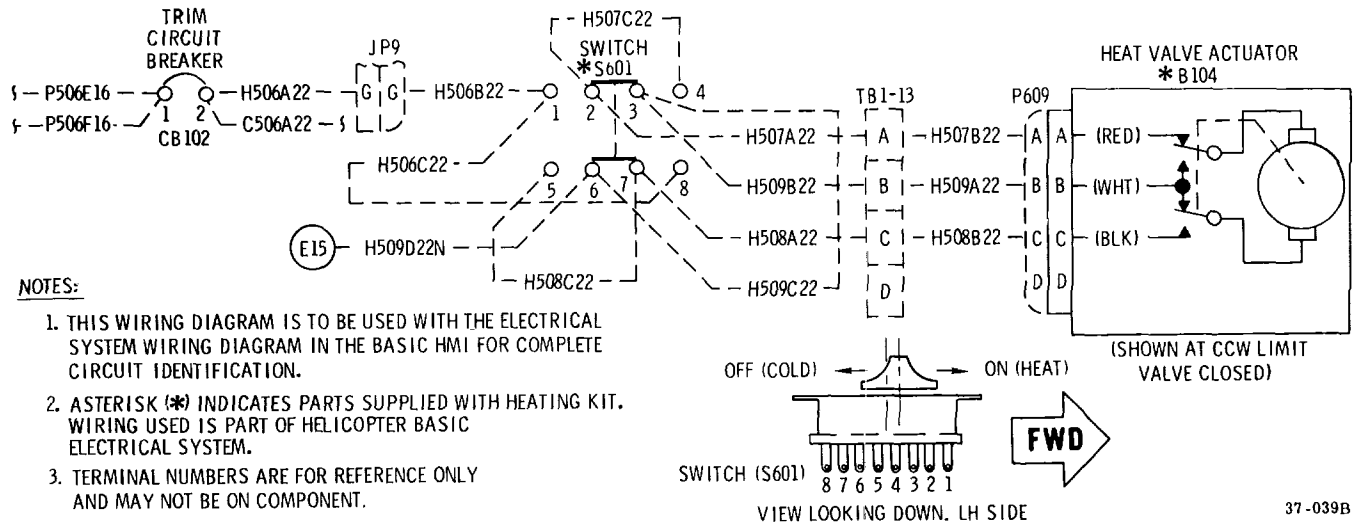 TRIM
CIRCUIT
BREAKER
JP9
H507C22
SWITCH
*S601
HEAT VALVE ACTUATOR
*B104
P506E16
H506A22
G G
H506B22
1 2 3 4
TB1-13
P609
P506F16
1 2
C506A22
CB102
H507A22
A
H507B22
A A
(RED)
H506C22
5 6 7 8
H509B22
B
H509A22
B B
(WHT)
E15
H509D22N
H508A22
C
H508B22
C C
(BLK)
H508C22
H509C22
D
D D
(SHOWN AT CCW LIMIT
VALVE CLOSED)
NOTES:
1. THIS WIRING DIAGRAM IS TO BE USED WITH THE ELECTRICAL
SYSTEM WIRING DIAGRAM IN THE BASIC HMI FOR COMPLETE
CIRCUIT IDENTIFICATION.
2. ASTERISK (*) INDICATES PARTS SUPPLIED WITH HEATING KIT.
WIRING USED IS PART OF HELICOPTER BASIC
ELECTRICAL SYSTEM.
3. TERMINAL NUMBERS ARE FOR REFERENCE ONLY
AND MAY NOT BE ON COMPONENT.
OFF (COLD)
ON (HEAT)
FWD
SWITCH (S601)
8 7 6 5 4 3 2 1
VIEW LOOKING DOWN. LH SIDE
37-039B